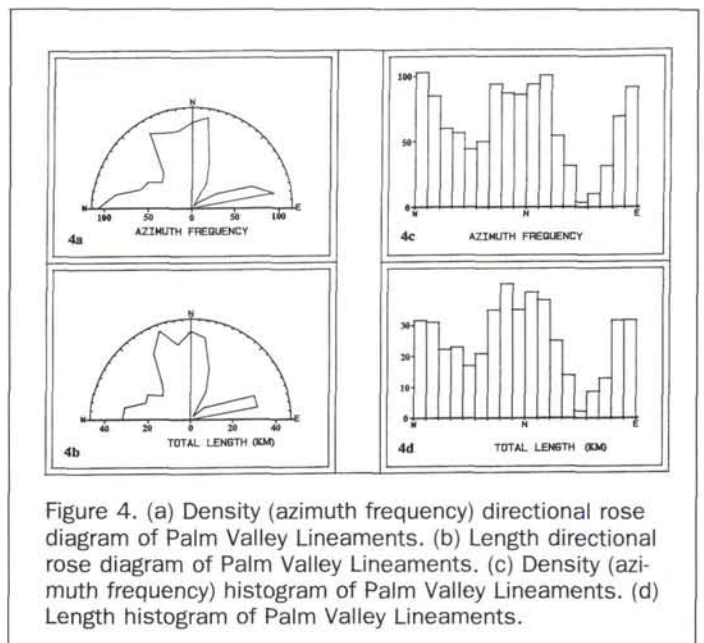 N
W 100 50 0 50 100 E
4a AZIMUTH FREQUENCY
100
50
0
W N E
4c AZIMUTH FREQUENCY
N
W 40 20 0 20 40 E
4b TOTAL LENGTH (KM)
30
20
10
0
W N E
4d TOTAL LENGTH (KM)
Figure 4. (a) Density (azimuth frequency) directional rose
diagram of Palm Valley Lineaments. (b) Length directional
rose diagram of Palm Valley Lineaments. (c) Density (azi-
muth frequency) histogram of Palm Valley Lineaments. (d)
Length histogram of Palm Valley Lineaments.